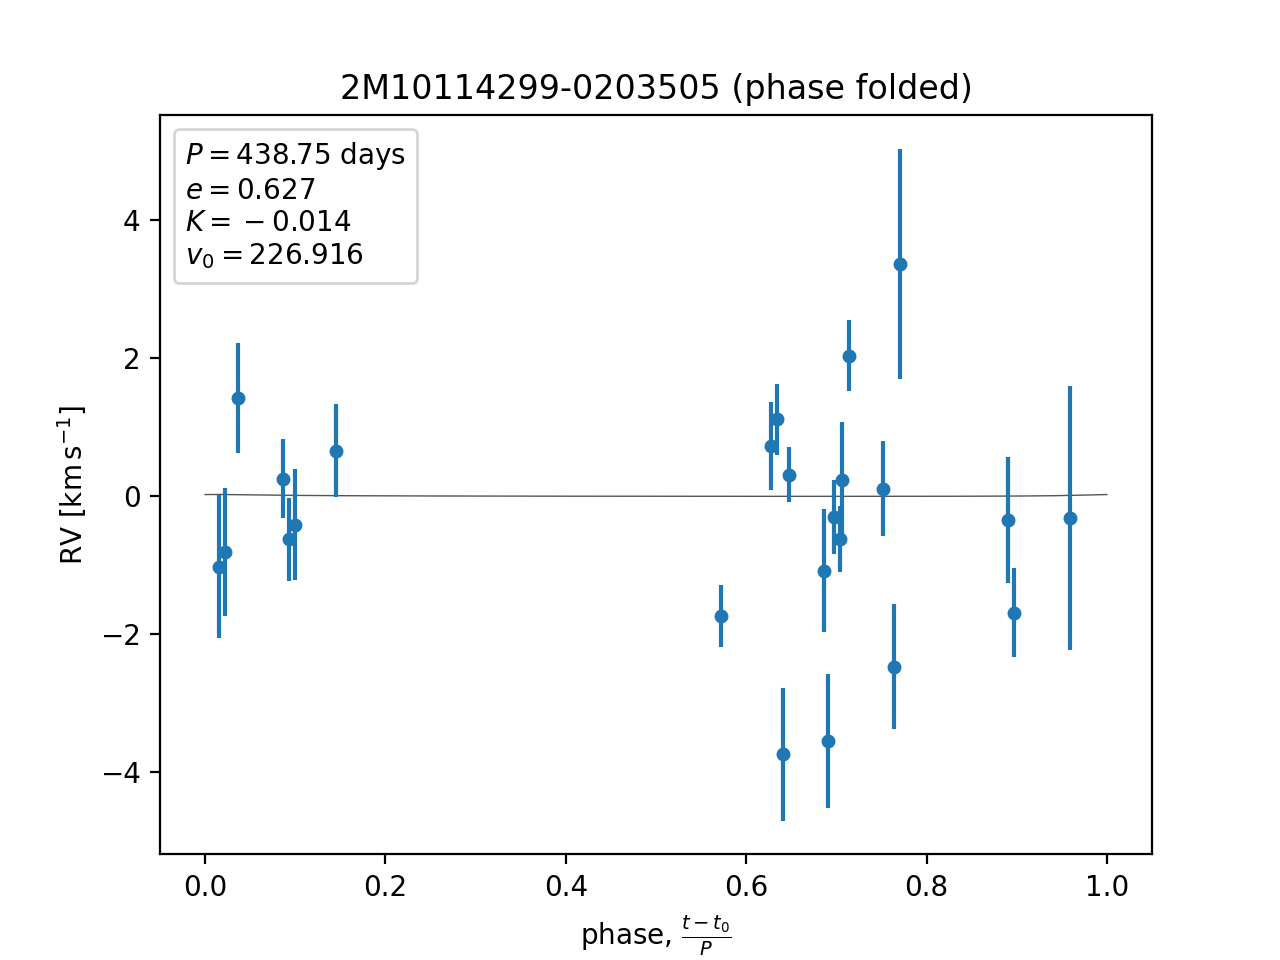 2M10114299-0203505 (phase folded)
P = 438.75 days
e = 0.627
K = −0.014
v₀ = 226.916
4
2
0
−2
−4
RV [km s⁻¹]
0.0 0.2 0.4 0.6 0.8 1.0
phase, (t − t₀)/P